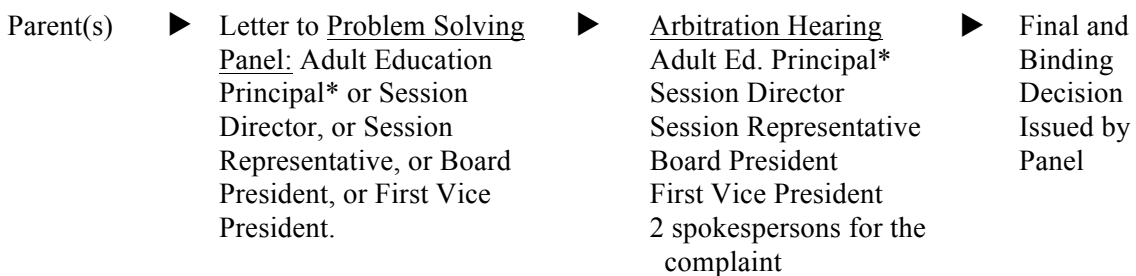 Parent(s) ► Letter to Problem Solving ► Arbitration Hearing ► Final and
Panel: Adult Education Adult Ed. Principal* Binding
Principal* or Session Session Director Decision
Director, or Session Session Representative Issued by
Representative, or Board Board President Panel
President, or First Vice First Vice President
President. 2 spokespersons for the
complaint